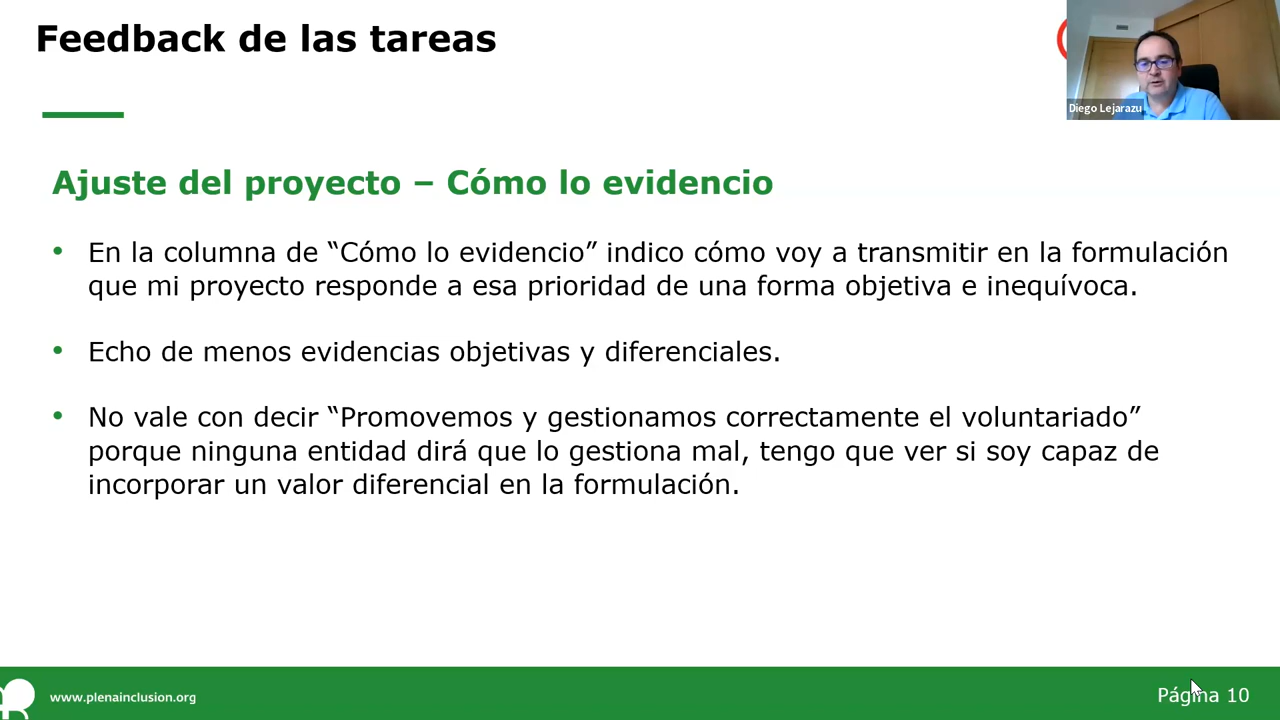 Feedback de las tareas
Diego Lejarazu
Ajuste del proyecto – Cómo lo evidencio
• En la columna de “Cómo lo evidencio” indico cómo voy a transmitir en la formulación
que mi proyecto responde a esa prioridad de una forma objetiva e inequívoca.
• Echo de menos evidencias objetivas y diferenciales.
• No vale con decir “Promovemos y gestionamos correctamente el voluntariado”
porque ninguna entidad dirá que lo gestiona mal, tengo que ver si soy capaz de
incorporar un valor diferencial en la formulación.
www.plenainclusion.org
Página 10